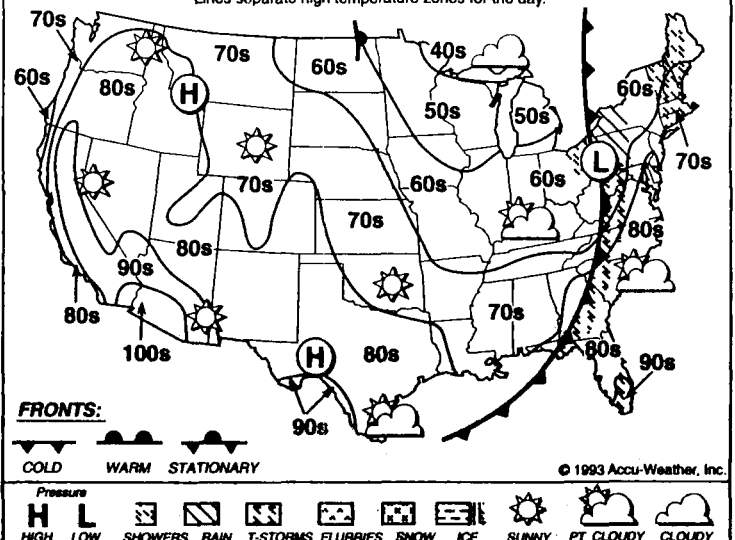 Lines separate high temperature zones for the day.
70s
70s
60s
40s
60s
80s
H
50s
50s
60s
70s
L
70s
60s
60s
70s
80s
80s
90s
70s
80s
100s
H
80s
80s
90s
90s
FRONTS:
COLD WARM STATIONARY
© 1993 Accu-Weather, Inc.
Pressure
H L
HIGH LOW SHOWERS RAIN T-STORMS FLURRIES SNOW ICE SUNNY PT. CLOUDY CLOUDY